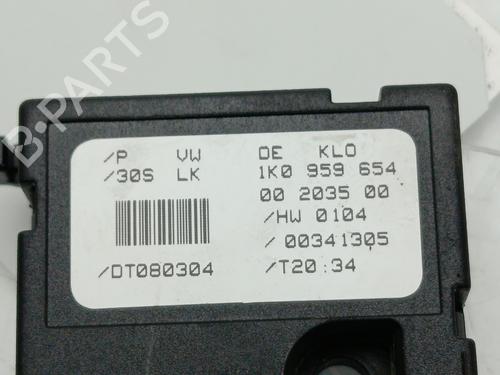 /P VW DE KLO
/30S LK 1K0 959 654
00 2035 00
/HW 0104
/00341305
/DT080304 /T20:34
B-PARTS